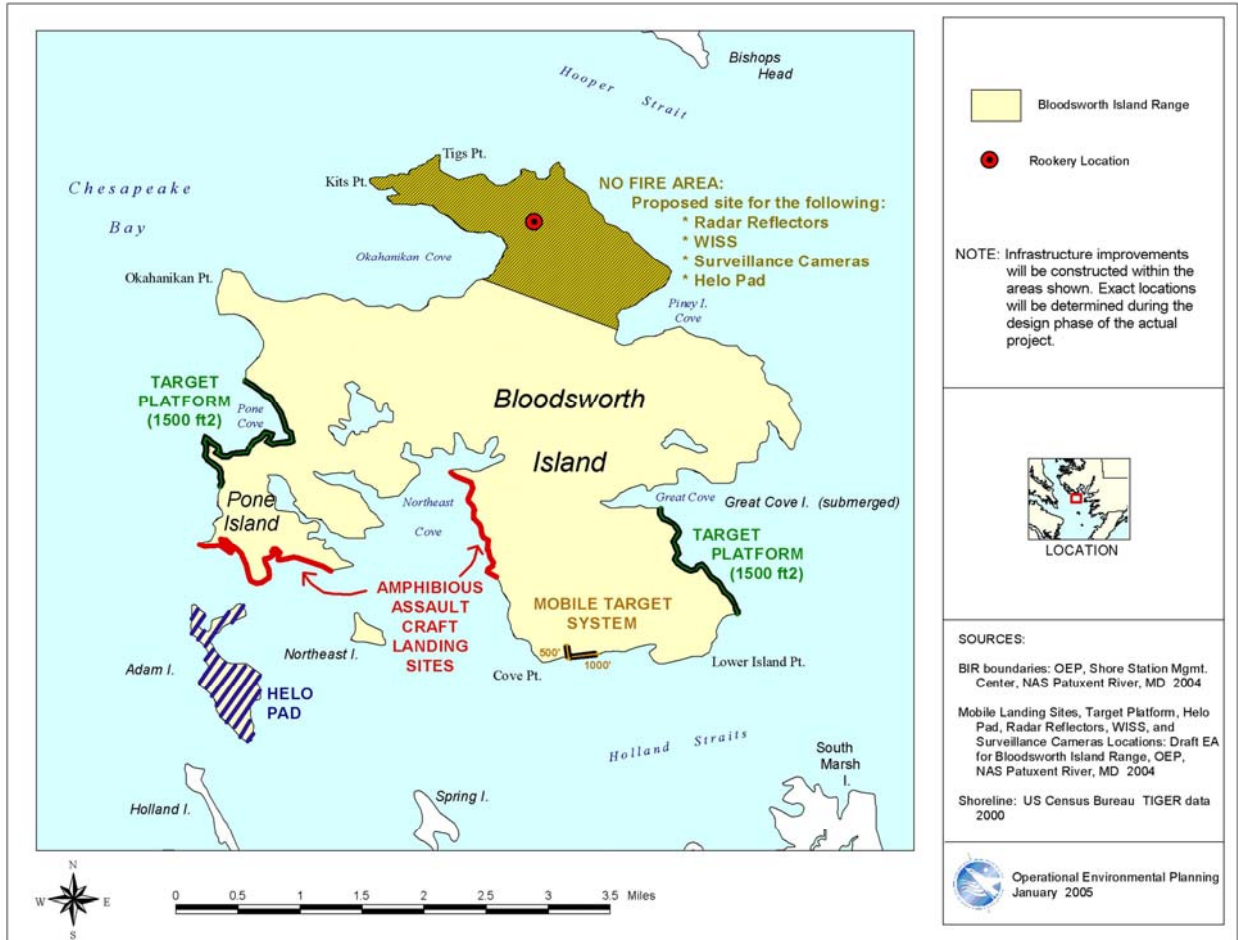 Bishops
Head
Hooper Strait
Tigs Pt.
Kits Pt.
Chesapeake
Bay
NO FIRE AREA:
Proposed site for the following:
* Radar Reflectors
* WISS
* Surveillance Cameras
* Helo Pad
Okahanikan Cove
Okahanikan Pt.
Piney I.
Cove
TARGET
PLATFORM
(1500 ft2)
Pone
Cove
Bloodsworth
Island
Pone
Island
Northeast
Cove
Great Cove
Great Cove I. (submerged)
TARGET
PLATFORM
(1500 ft2)
AMPHIBIOUS
ASSAULT
CRAFT
LANDING
SITES
MOBILE TARGET
SYSTEM
500'
1000'
Northeast I.
Cove Pt.
Lower Island Pt.
Adam I.
HELO
PAD
Holland Straits
South
Marsh
I.
Holland I.
Spring I.
N
W
E
S
0 0.5 1 1.5 2 2.5 3 3.5 Miles
Bloodsworth Island Range
Rookery Location
NOTE: Infrastructure improvements
will be constructed within the
areas shown. Exact locations
will be determined during the
design phase of the actual
project.
LOCATION
SOURCES:
BIR boundaries: OEP, Shore Station Mgmt.
Center, NAS Patuxent River, MD 2004
Mobile Landing Sites, Target Platform, Helo
Pad, Radar Reflectors, WISS, and
Surveillance Cameras Locations: Draft EA
for Bloodsworth Island Range, OEP,
NAS Patuxent River, MD 2004
Shoreline: US Census Bureau TIGER data
2000
Operational Environmental Planning
January 2005